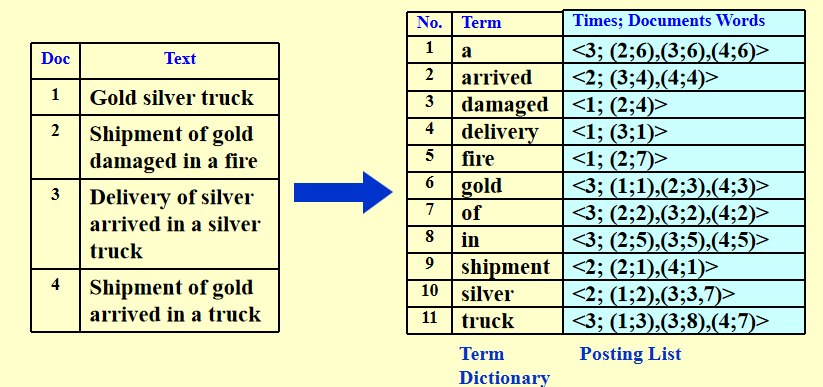 Doc Text
1 Gold silver truck
2 Shipment of gold
damaged in a fire
3 Delivery of silver
arrived in a silver
truck
4 Shipment of gold
arrived in a truck
No. Term Times; Documents Words
1 a <3; (2;6),(3;6),(4;6)>
2 arrived <2; (3;4),(4;4)>
3 damaged <1; (2;4)>
4 delivery <1; (3;1)>
5 fire <1; (2;7)>
6 gold <3; (1;1),(2;3),(4;3)>
7 of <3; (2;2),(3;2),(4;2)>
8 in <3; (2;5),(3;5),(4;5)>
9 shipment <2; (2;1),(4;1)>
10 silver <2; (1;2),(3;3,7)>
11 truck <3; (1;3),(3;8),(4;7)>
Term Posting List
Dictionary